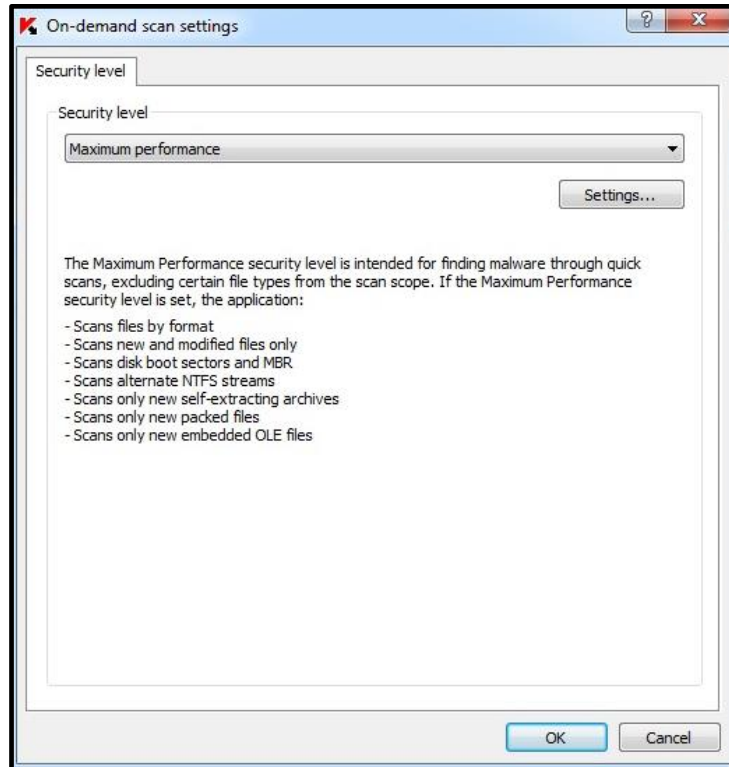 On-demand scan settings
Security level
Security level
Maximum performance
Settings...
The Maximum Performance security level is intended for finding malware through quick
scans, excluding certain file types from the scan scope. If the Maximum Performance
security level is set, the application:
- Scans files by format
- Scans new and modified files only
- Scans disk boot sectors and MBR
- Scans alternate NTFS streams
- Scans only new self-extracting archives
- Scans only new packed files
- Scans only new embedded OLE files
OK Cancel